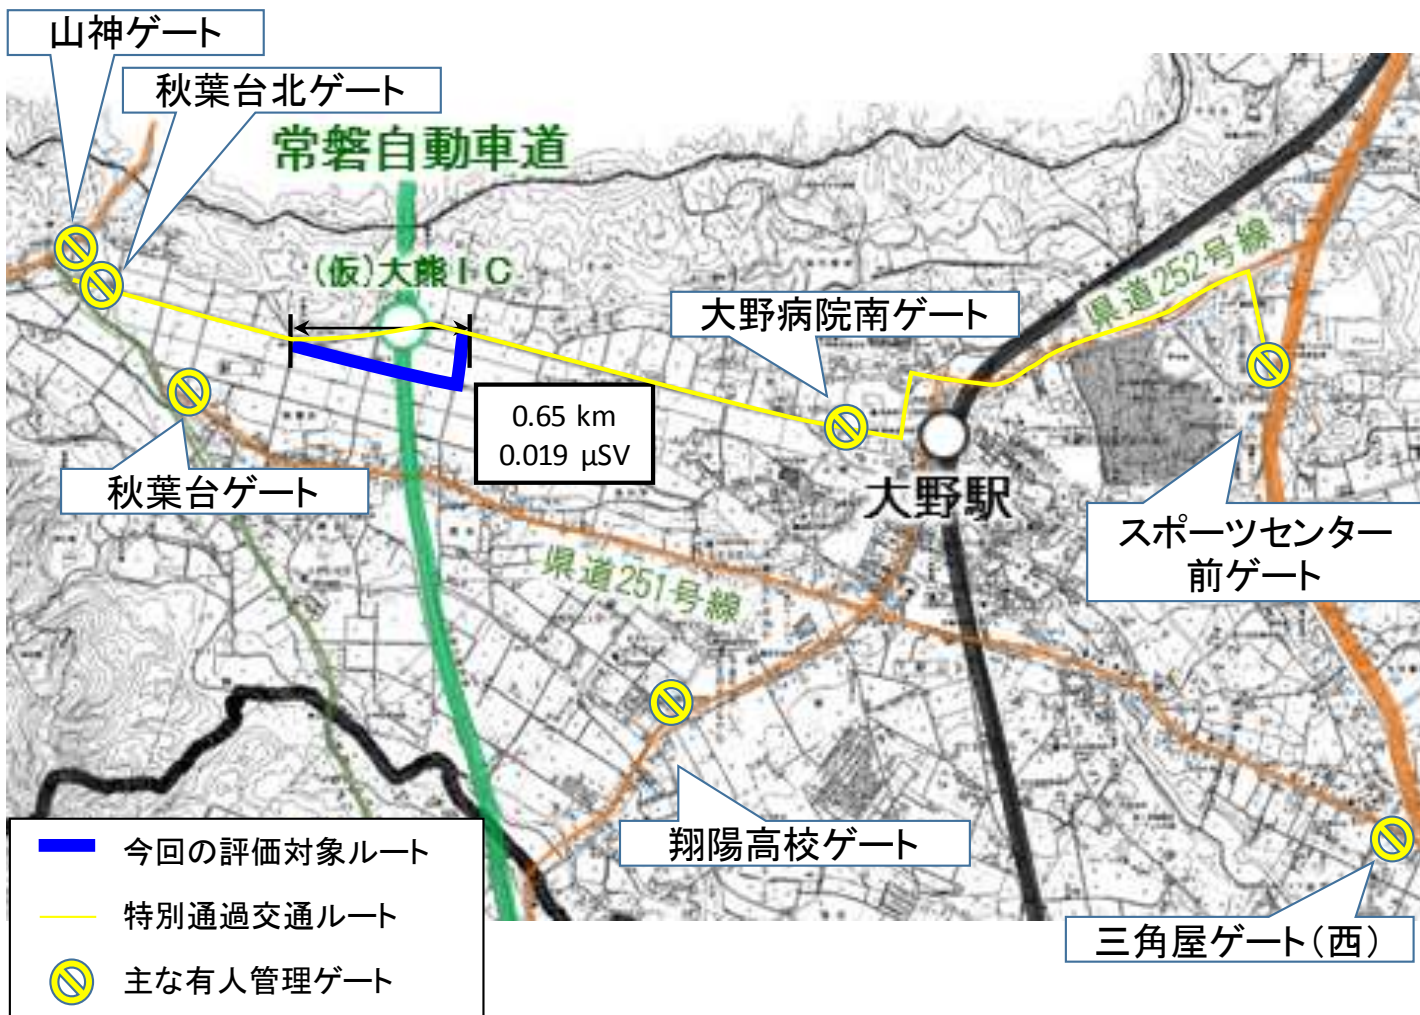 山神ゲート
秋葉台北ゲート
常磐自動車道
(仮)大熊IC
県道252号線
大野病院南ゲート
0.65 km
0.019 μSV
秋葉台ゲート
大野駅
スポーツセンター
前ゲート
県道251号線
翔陽高校ゲート
三角屋ゲート(西)
今回の評価対象ルート
特別通過交通ルート
主な有人管理ゲート